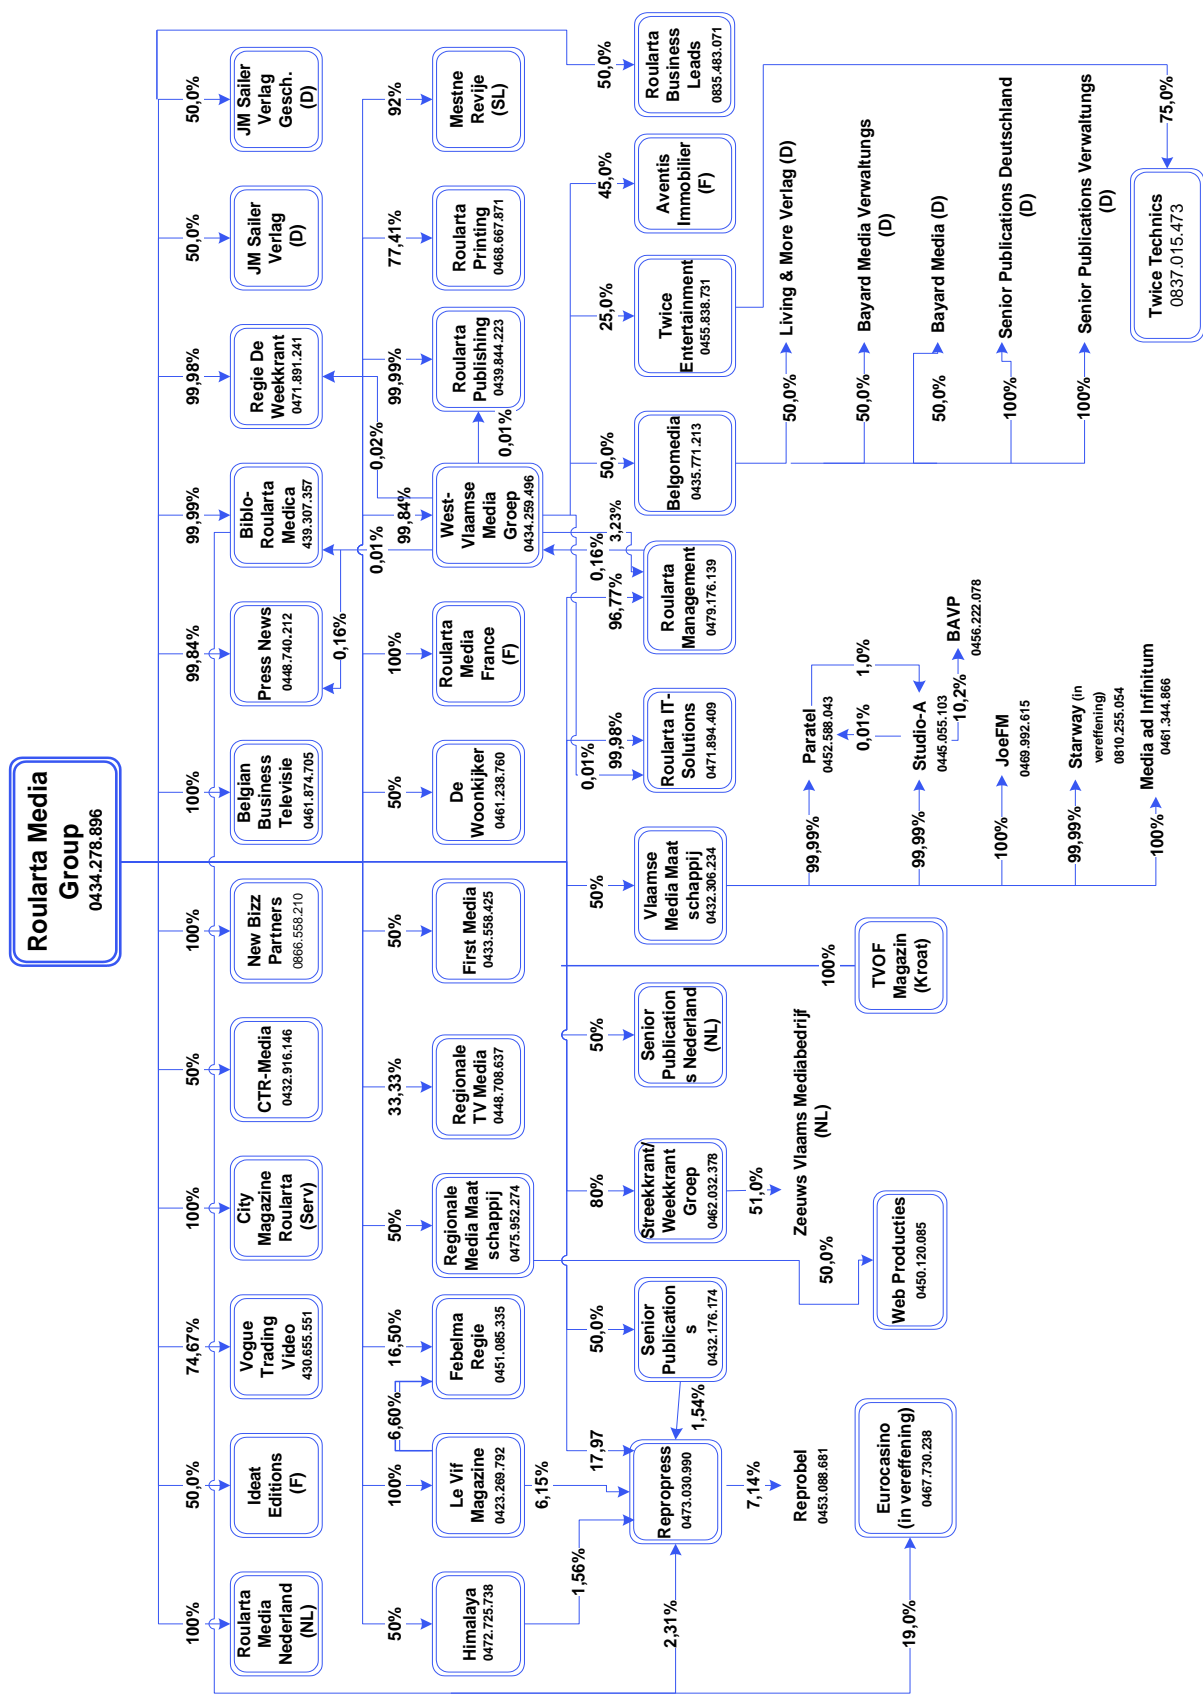 Roularta Media
Group
0434.278.896
100%
50,0%
74,67%
100%
50%
100%
100%
99,84%
99,99%
99,98%
50,0%
50,0%
Roularta
Media
Nederland
(NL)
Ideat
Editions
(F)
Vogue
Trading
Video
430.655.551
City
Magazine
Roularta
(Serv)
CTR-Media
0432.916.146
New Bizz
Partners
0866.558.210
Belgian
Business
Televisie
0461.874.705
Press News
0448.740.212
Biblo-
Roularta
Medica
439.307.357
Regie De
Weekkrant
0471.891.241
JM Sailer
Verlag
(D)
JM Sailer
Verlag
Gesch.
(D)
0,16%
0,01%
0,02%
50%
100%
6,60%
16,50%
50%
33,33%
50%
50%
100%
99,84%
99,99%
77,41%
92%
Himalaya
0472.725.738
Le Vif
Magazine
0423.269.792
Febelma
Regie
0451.085.335
Regionale
Media Maat
schappij
0475.952.274
Regionale
TV Media
0448.708.637
First Media
0433.558.425
De
Woonkijker
0461.238.760
Roularta
Media
France
(F)
West-
Vlaamse
Media
Groep
0434.259.496
Roularta
Publishing
0439.844.223
Roularta
Printing
0468.667.871
Mestne
Revije
(SL)
0,01%
1,56%
6,15%
17,97
50,0%
80%
50%
50%
0,01%
99,98%
96,77%
0,16%
3,23%
50,0%
25,0%
45,0%
50,0%
2,31%
Repropress
0473.030.990
1,54%
Senior
Publication
s
0432.176.174
Streekkrant/
Weekkrant
Groep
0462.032.378
Senior
Publication
s Nederland
(NL)
Vlaamse
Media Maat
schappij
0432.306.234
Roularta IT-
Solutions
0471.894.409
Roularta
Management
0479.176.139
Belgomedia
0435.771.213
Twice
Entertainment
0455.838.731
Aventis
Immobilier
(F)
Roularta
Business
Leads
0835.483.071
7,14%
Reprobel
0453.088.681
51,0%
Zeeuws Vlaams Mediabedrijf
(NL)
50,0%
Web Producties
0450.120.085
100%
TVOF
Magazin
(Kroat)
19,0%
Eurocasino
(in vereffening)
0467.730.238
99,99%
Paratel
0452.588.043
0,01%
1,0%
99,99%
Studio-A
0445.055.103
10,2%
BAVP
0456.222.078
100%
JoeFM
0469.992.615
99,99%
Starway (in
vereffening)
0810.255.054
100%
Media ad Infinitum
0461.344.866
50,0%
Living & More Verlag (D)
50,0%
Bayard Media Verwaltungs
(D)
50,0%
Bayard Media (D)
100%
Senior Publications Deutschland
(D)
100%
Senior Publications Verwaltungs
(D)
75,0%
Twice Technics
0837.015.473